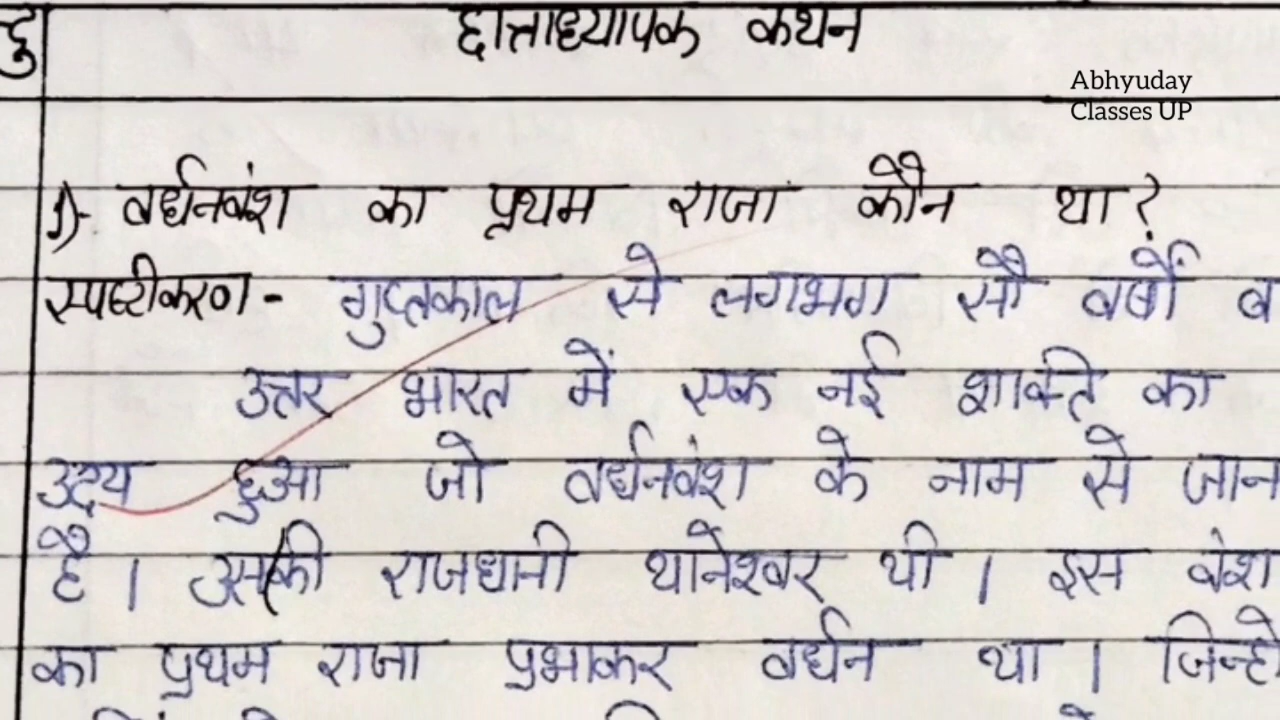 छात्राध्यापक कथन
Abhyuday
Classes UP
1)- वर्धनवंश का प्रथम राजा कौन था?
स्पष्टीकरण - गुप्तकाल से लगभग सौ वर्षों ब
उत्तर भारत में एक नई शक्ति का
उदय हुआ जो वर्धनवंश के नाम से जान
है। उसकी राजधानी थानेश्वर थी। इस वंश
का प्रथम राजा प्रभाकर वर्धन था। जिन्हो